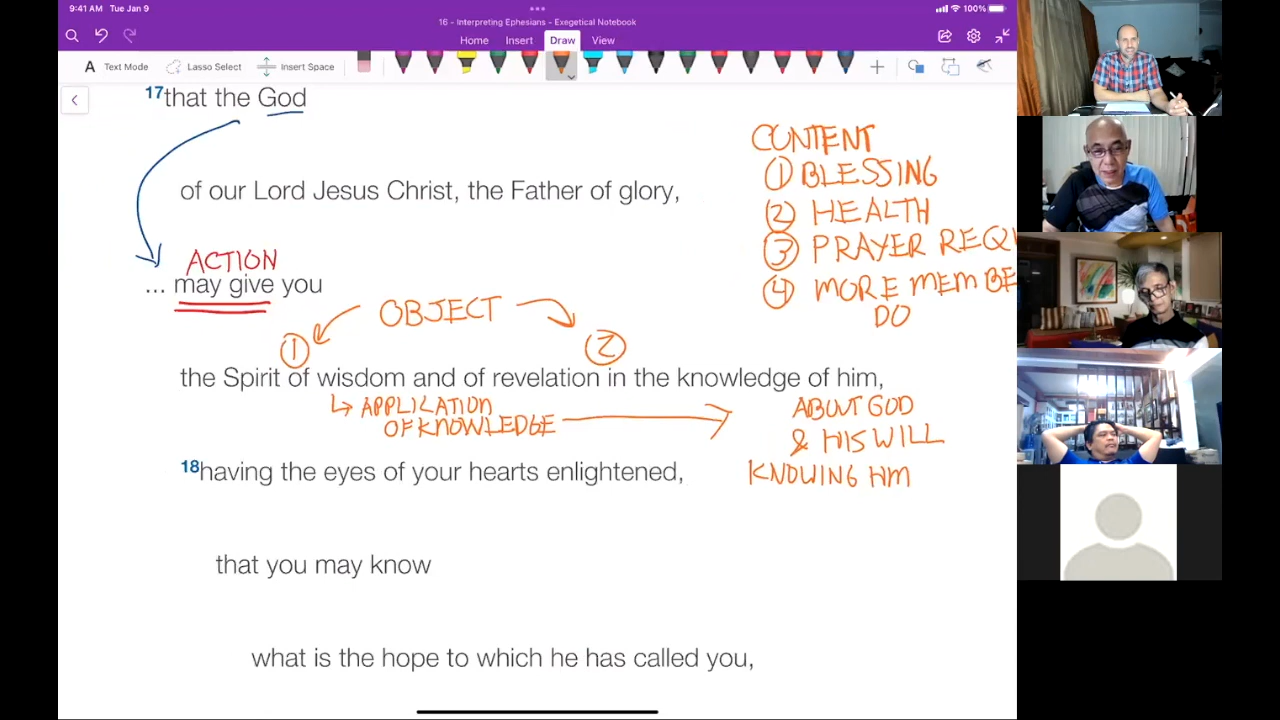 9:41 AM Tue Jan 9
100%
16 - Interpreting Ephesians - Exegetical Notebook
Home Insert Draw View
A Text Mode Lasso Select Insert Space
17that the God
of our Lord Jesus Christ, the Father of glory,
CONTENT
① BLESSING
② HEALTH
③ PRAYER REQU
④ MORE MEMBE
DO
ACTION
... may give you
OBJECT
① ②
the Spirit of wisdom and of revelation in the knowledge of him,
APPLICATION
OF KNOWLEDGE
ABOUT GOD
& HIS WILL
KNOWING HM
18having the eyes of your hearts enlightened,
that you may know
what is the hope to which he has called you,